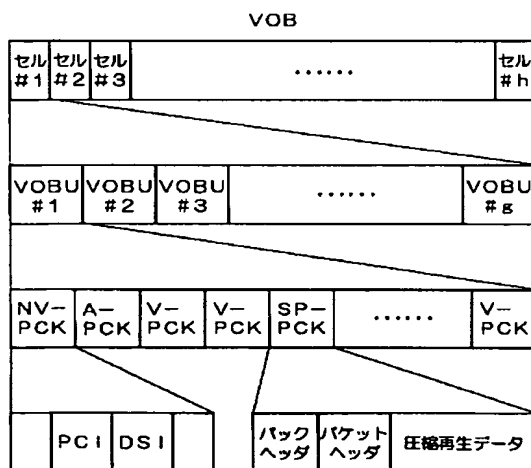 VOB
セル #1 セル #2 セル #3 ...... セル #h
VOBU #1 VOBU #2 VOBU #3 ...... VOBU #g
NV-PCK A-PCK V-PCK V-PCK SP-PCK ...... V-PCK
PCI DSI パックヘッダ パケットヘッダ 圧縮再生データ